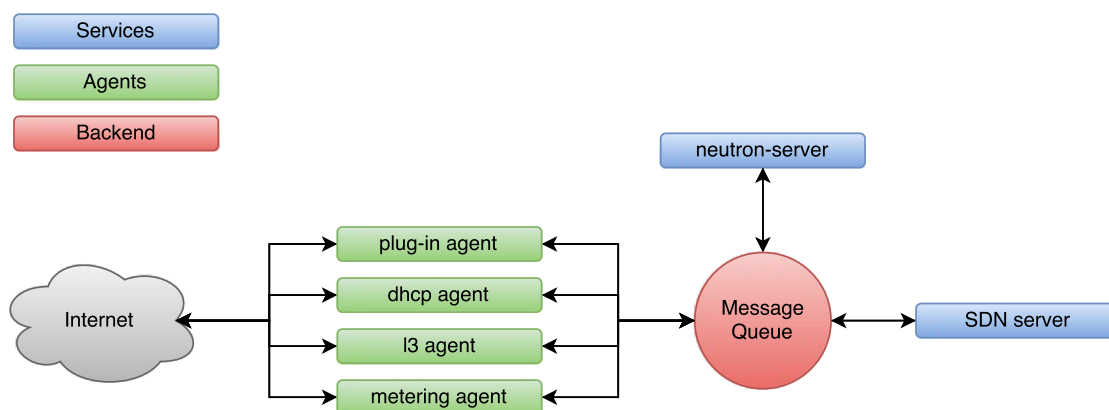 Services
Agents
Backend
neutron-server
plug-in agent
dhcp agent
Internet
Message
Queue
SDN server
l3 agent
metering agent